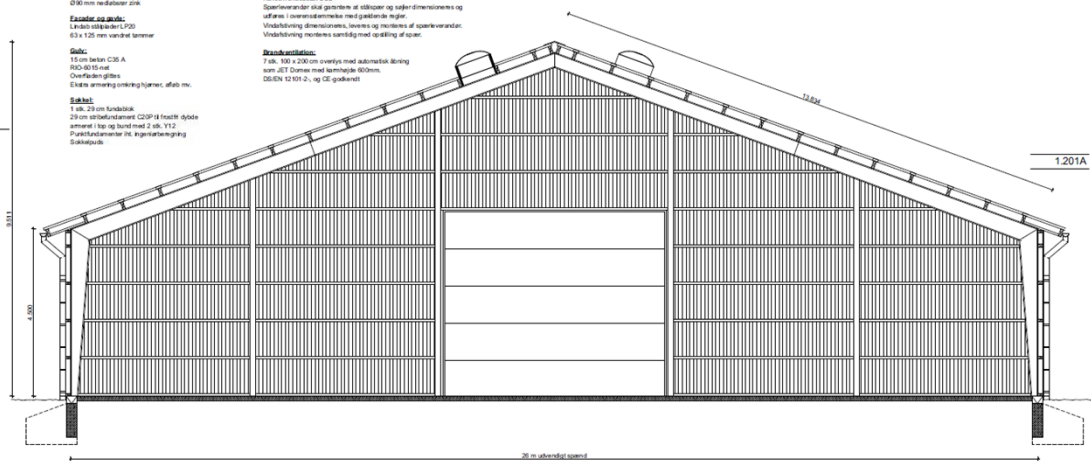 Ø90 mm nedløbsrør zink
Facader og gavle:
Lindab stålplader LP20
63 x 125 mm vandret tømmer
Gulv:
15 cm beton C35 A
RIO-6015-net
Overfladen glittes
Ekstra armering omkring hjørner, afløb mv.
Sokkel:
1 stk. 29 cm fundablok
29 cm stribefundament C20P til frostfri dybde
armeret i top og bund med 2 stk. Y12
Punktfundamenter iht. ingeniørberegning
Sokkelpuds
Spærleverandør skal garantere at stålspær og søjler dimensioneres og
udføres i overensstemmelse med gældende regler.
Vindafstivning dimensioneres, leveres og monteres af spærleverandør.
Vindafstivning monteres samtidig med opstilling af spær.
Brandventilation:
7 stk. 100 x 200 cm ovenlys med automatisk åbning
som JET Domex med karmhøjde 600mm.
DS/EN 12101-2-, og CE-godkendt
13.834
1.201A
4.500
26 m udvendigt spænd